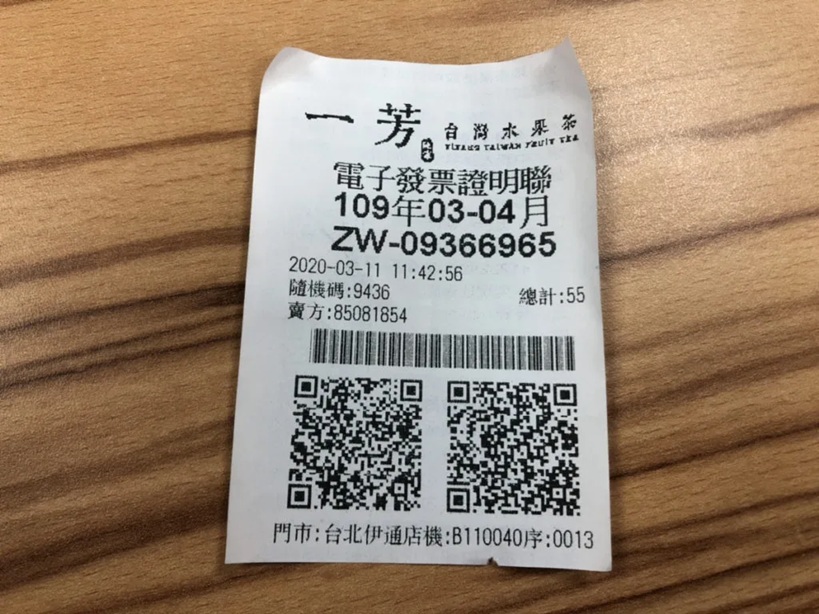 一芳 台灣水果茶
YIFANG TAIWAN FRUIT TEA
電子發票證明聯
109年03-04月
ZW-09366965
2020-03-11 11:42:56
隨機碼:9436 總計:55
賣方:85081854
門市:台北伊通店機:B110040序:0013